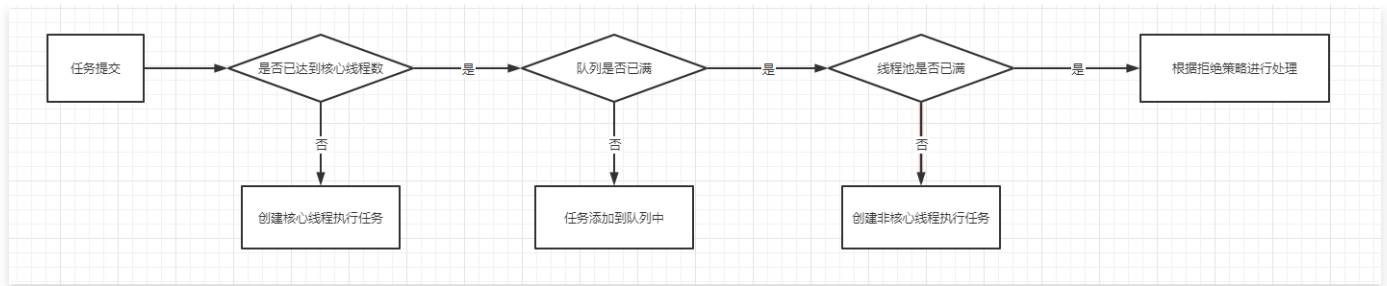 任务提交
是否已达到核心线程数
是
队列是否已满
是
线程池是否已满
是
根据拒绝策略进行处理
否
否
否
创建核心线程执行任务
任务添加到队列中
创建非核心线程执行任务